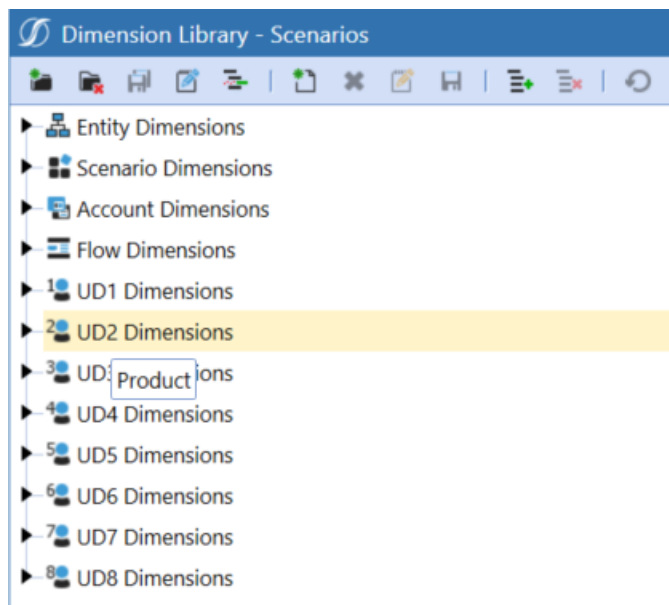 Dimension Library - Scenarios
Entity Dimensions
Scenario Dimensions
Account Dimensions
Flow Dimensions
1 UD1 Dimensions
2 UD2 Dimensions
3 UD3 ions
Product
4 UD4 Dimensions
5 UD5 Dimensions
6 UD6 Dimensions
7 UD7 Dimensions
8 UD8 Dimensions